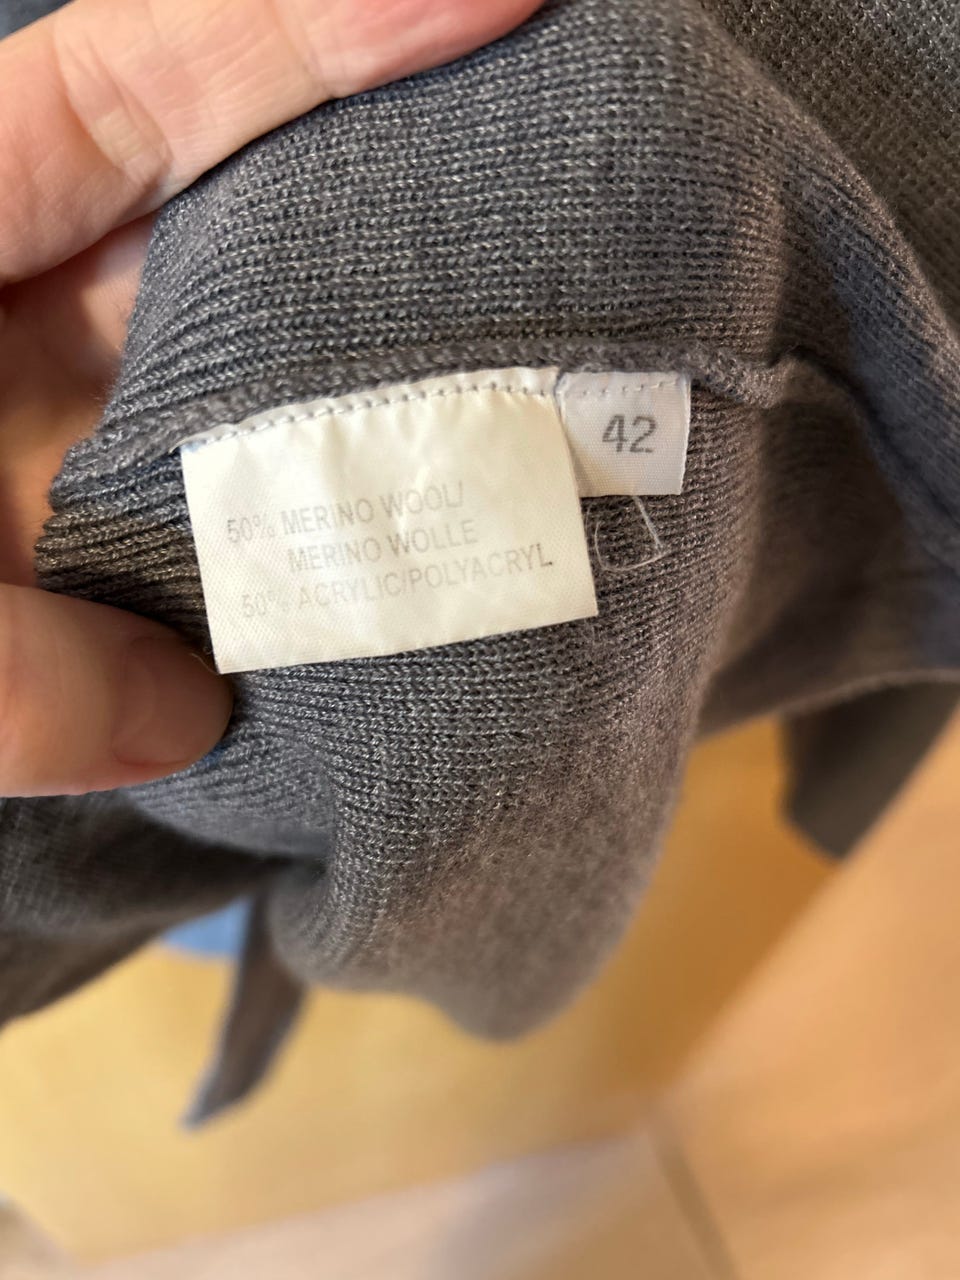 50% MERINO WOOL/
MERINO WOLLE
50% ACRYLIC/POLYACRYL
42